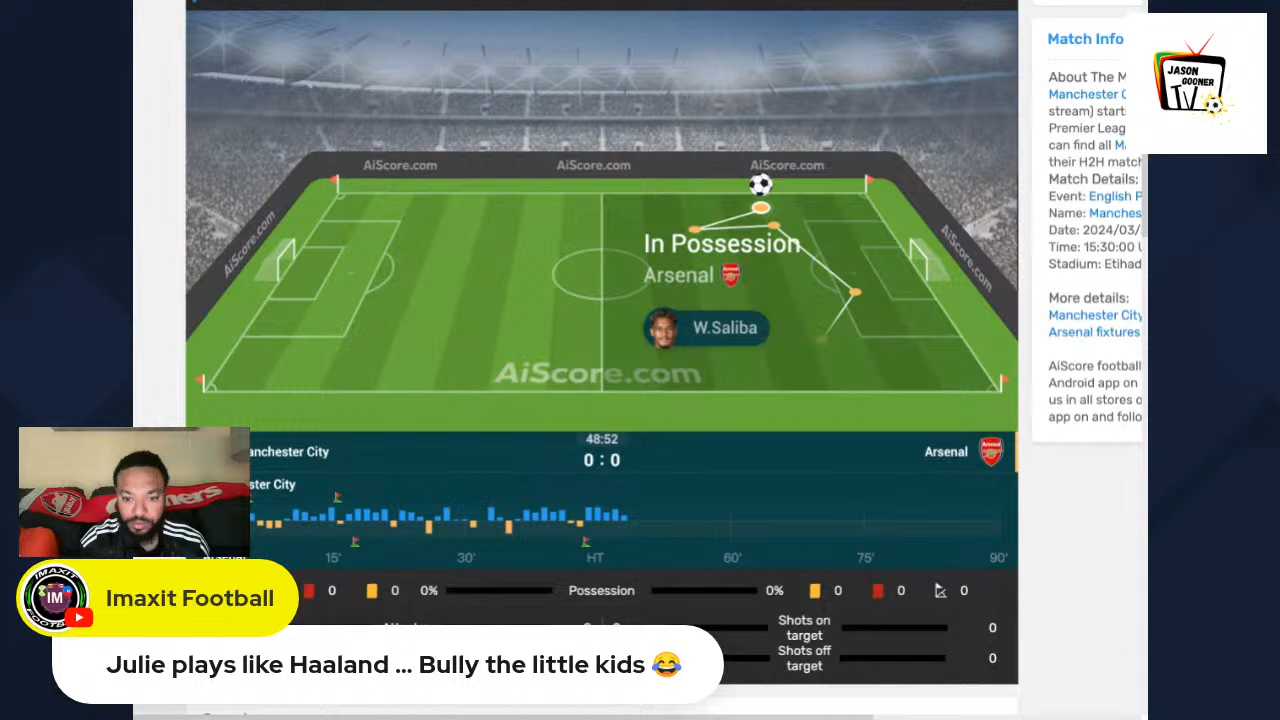 Match Info
JASON
GOONER
TV
AiScore.com AiScore.com AiScore.com
AiScore.com
AiScore.com
In Possession
Arsenal
W.Saliba
AiScore.com
About The M
Manchester C
stream) start
Premier Leag
can find all M
their H2H match
Match Details:
Event: English P
Name: Manches
Date: 2024/03/
Time: 15:30:00 U
Stadium: Etihad
More details:
Manchester City
Arsenal fixtures
AiScore football
Android app on
us in all stores o
app on and follo
48:52
anchester City 0 : 0 Arsenal
ster City
15' 30' HT 60' 75' 90'
0 0 0% Possession 0% 0 0 0
Shots on
target 0
Shots off
target 0
IMAXIT
IM
Imaxit Football
Julie plays like Haaland ... Bully the little kids 😂